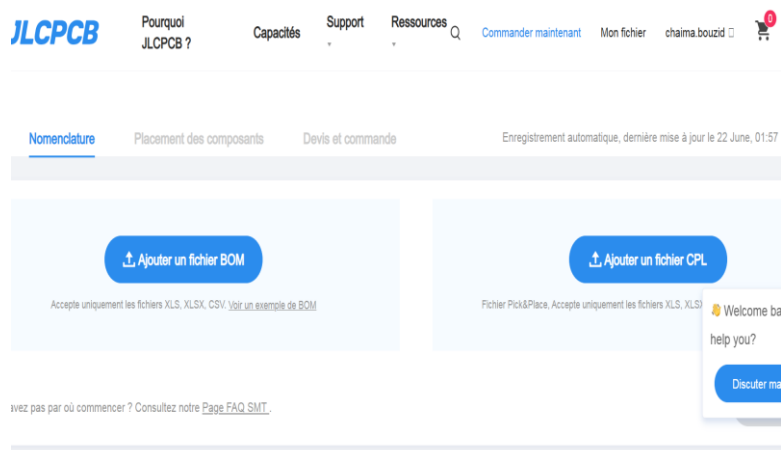 JLCPCB
Pourquoi JLCPCB ?
Capacités
Support
Ressources
Commander maintenant
Mon fichier
chaima.bouzid
0
Nomenclature
Placement des composants
Devis et commande
Enregistrement automatique, dernière mise à jour le 22 June, 01:57
Ajouter un fichier BOM
Accepte uniquement les fichiers XLS, XLSX, CSV. Voir un exemple de BOM
Ajouter un fichier CPL
Fichier Pick&Place, Accepte uniquement les fichiers XLS, XLSX
👋 Welcome ba
help you?
Discuter ma
avez pas par où commencer ? Consultez notre Page FAQ SMT .